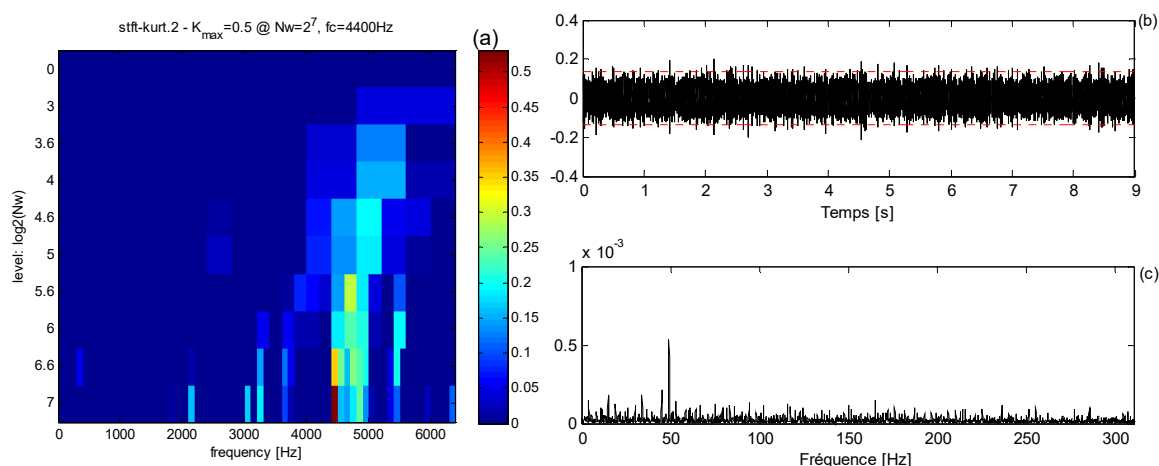 stft-kurt.2 - Kmax=0.5 @ Nw=2^7, fc=4400Hz
(a)
0
3
3.6
4
4.6
5
5.6
6
6.6
7
level: log2(Nw)
0 1000 2000 3000 4000 5000 6000
frequency [Hz]
0.5
0.45
0.4
0.35
0.3
0.25
0.2
0.15
0.1
0.05
0
(b)
0.4
0.2
0
-0.2
-0.4
0 1 2 3 4 5 6 7 8 9
Temps [s]
x 10^-3
(c)
1
0.5
0
0 50 100 150 200 250 300
Fréquence [Hz]